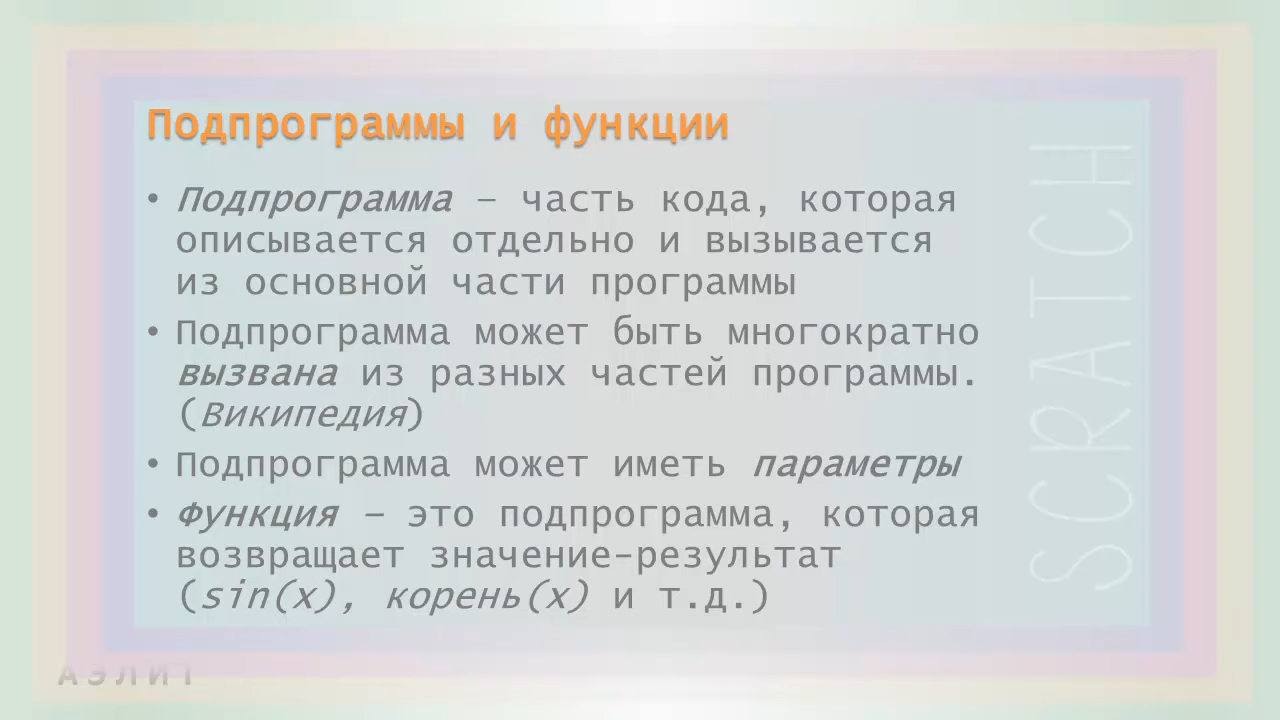 Подпрограммы и функции
• Подпрограмма – часть кода, которая
описывается отдельно и вызывается
из основной части программы
• Подпрограмма может быть многократно
вызвана из разных частей программы.
(Википедия)
• Подпрограмма может иметь параметры
• Функция – это подпрограмма, которая
возвращает значение-результат
(sin(x), корень(x) и т.д.)
SCRATCH